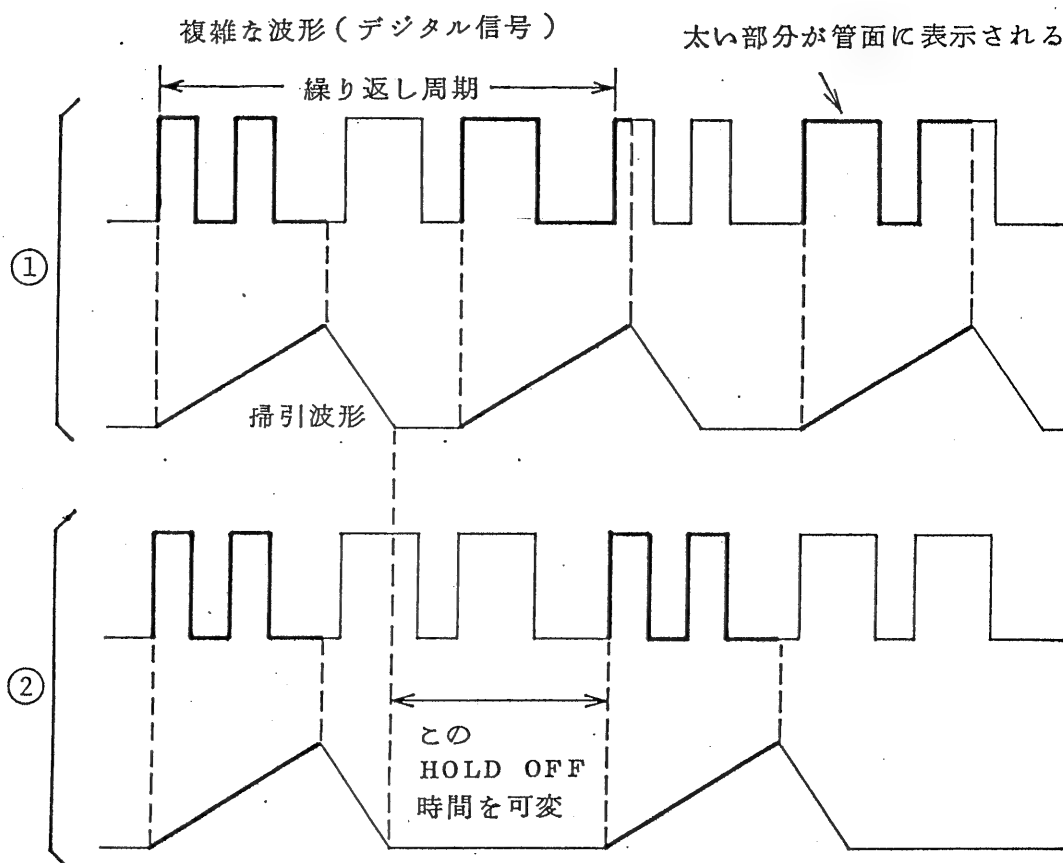 複雑な波形(デジタル信号)
太い部分が管面に表示される
繰り返し周期
①
掃引波形
②
この
HOLD OFF
時間を可変